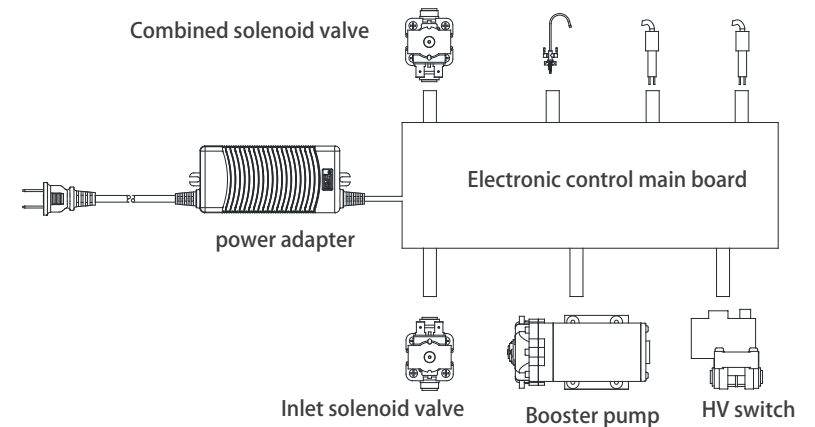 Combined solenoid valve
Electronic control main board
power adapter
Inlet solenoid valve
Booster pump
HV switch